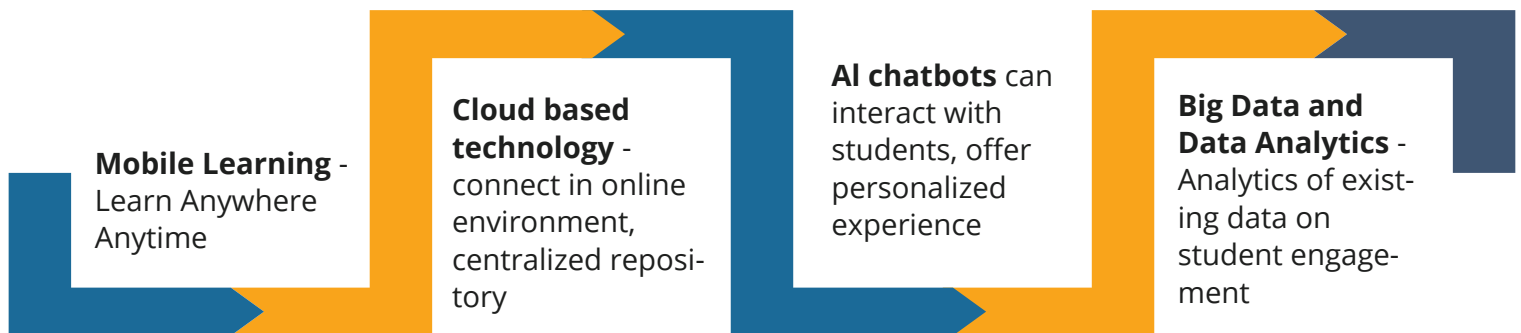 Mobile Learning -
Learn Anywhere
Anytime
Cloud based
technology -
connect in online
environment,
centralized reposi-
tory
AI chatbots can
interact with
students, offer
personalized
experience
Big Data and
Data Analytics -
Analytics of exist-
ing data on
student engage-
ment